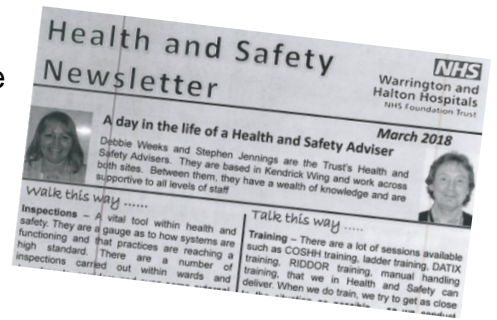 e
Health and Safety
Newsletter
NHS
Warrington and
Halton Hospitals
NHS Foundation Trust
March 2018
A day in the life of a Health and Safety Adviser
Debbie Weeks and Stephen Jennings are the Trust's Health and
Safety Advisers. They are based in Kendrick Wing and work across
both sites. Between them, they have a wealth of knowledge and are
supportive to all levels of staff
Walk this way ......
Inspections – A vital tool within health and
safety. They are a gauge as to how systems are
functioning and that practices are reaching a
high standard. There are a number of
inspections carried out within wards and
Talk this way .....
Training – There are a lot of sessions available
such as COSHH training, ladder training, DATIX
training, RIDDOR training, manual handling
training, that we in Health and Safety can
deliver. When we do train, we try to get as close